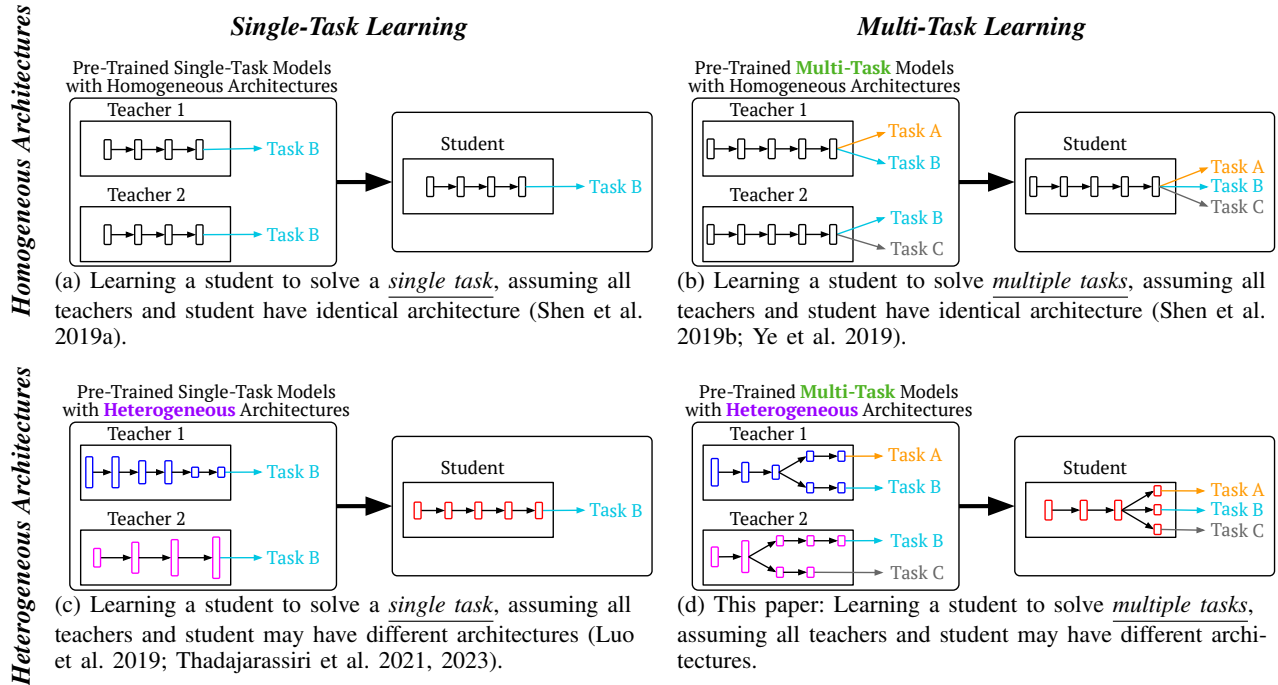 Single-Task Learning
Multi-Task Learning
Homogeneous Architectures
Pre-Trained Single-Task Models
with Homogeneous Architectures
Teacher 1
Task B
Teacher 2
Task B
Student
Task B
(a) Learning a student to solve a single task, assuming all
teachers and student have identical architecture (Shen et al.
2019a).
Pre-Trained Multi-Task Models
with Homogeneous Architectures
Teacher 1
Task A
Task B
Teacher 2
Task B
Task C
Student
Task A
Task B
Task C
(b) Learning a student to solve multiple tasks, assuming all
teachers and student have identical architecture (Shen et al.
2019b; Ye et al. 2019).
Heterogeneous Architectures
Pre-Trained Single-Task Models
with Heterogeneous Architectures
Teacher 1
Task B
Teacher 2
Task B
Student
Task B
(c) Learning a student to solve a single task, assuming all
teachers and student may have different architectures (Luo
et al. 2019; Thadajarassiri et al. 2021, 2023).
Pre-Trained Multi-Task Models
with Heterogeneous Architectures
Teacher 1
Task A
Task B
Teacher 2
Task B
Task C
Student
Task A
Task B
Task C
(d) This paper: Learning a student to solve multiple tasks,
assuming all teachers and student may have different archi-
tectures.